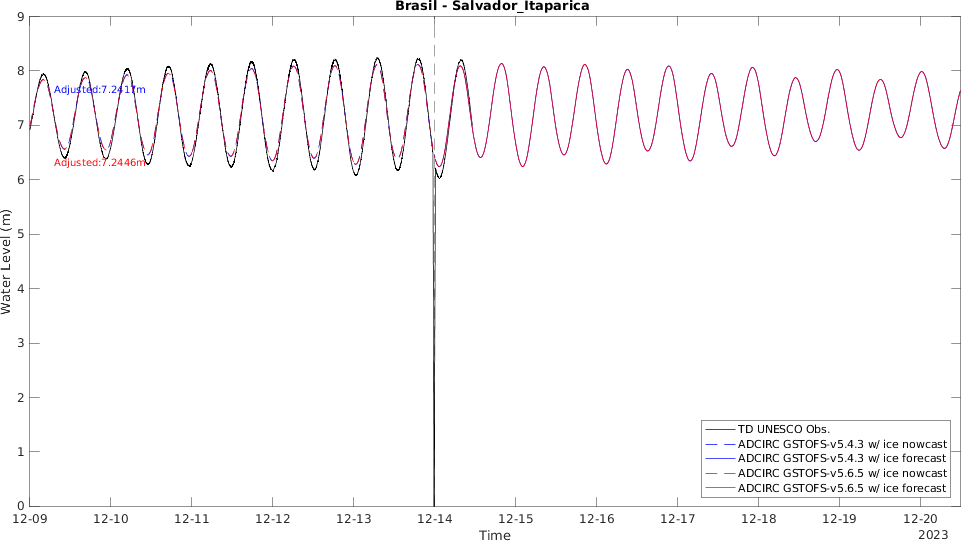 Brasil - Salvador_Itaparica
9
8
7
6
5
4
3
2
1
0
Water Level (m)
Adjusted:7.2417m
Adjusted:7.2446m
TD UNESCO Obs.
ADCIRC GSTOFS-v5.4.3 w/ ice nowcast
ADCIRC GSTOFS-v5.4.3 w/ ice forecast
ADCIRC GSTOFS-v5.6.5 w/ ice nowcast
ADCIRC GSTOFS-v5.6.5 w/ ice forecast
12-09 12-10 12-11 12-12 12-13 12-14 12-15 12-16 12-17 12-18 12-19 12-20
Time
2023